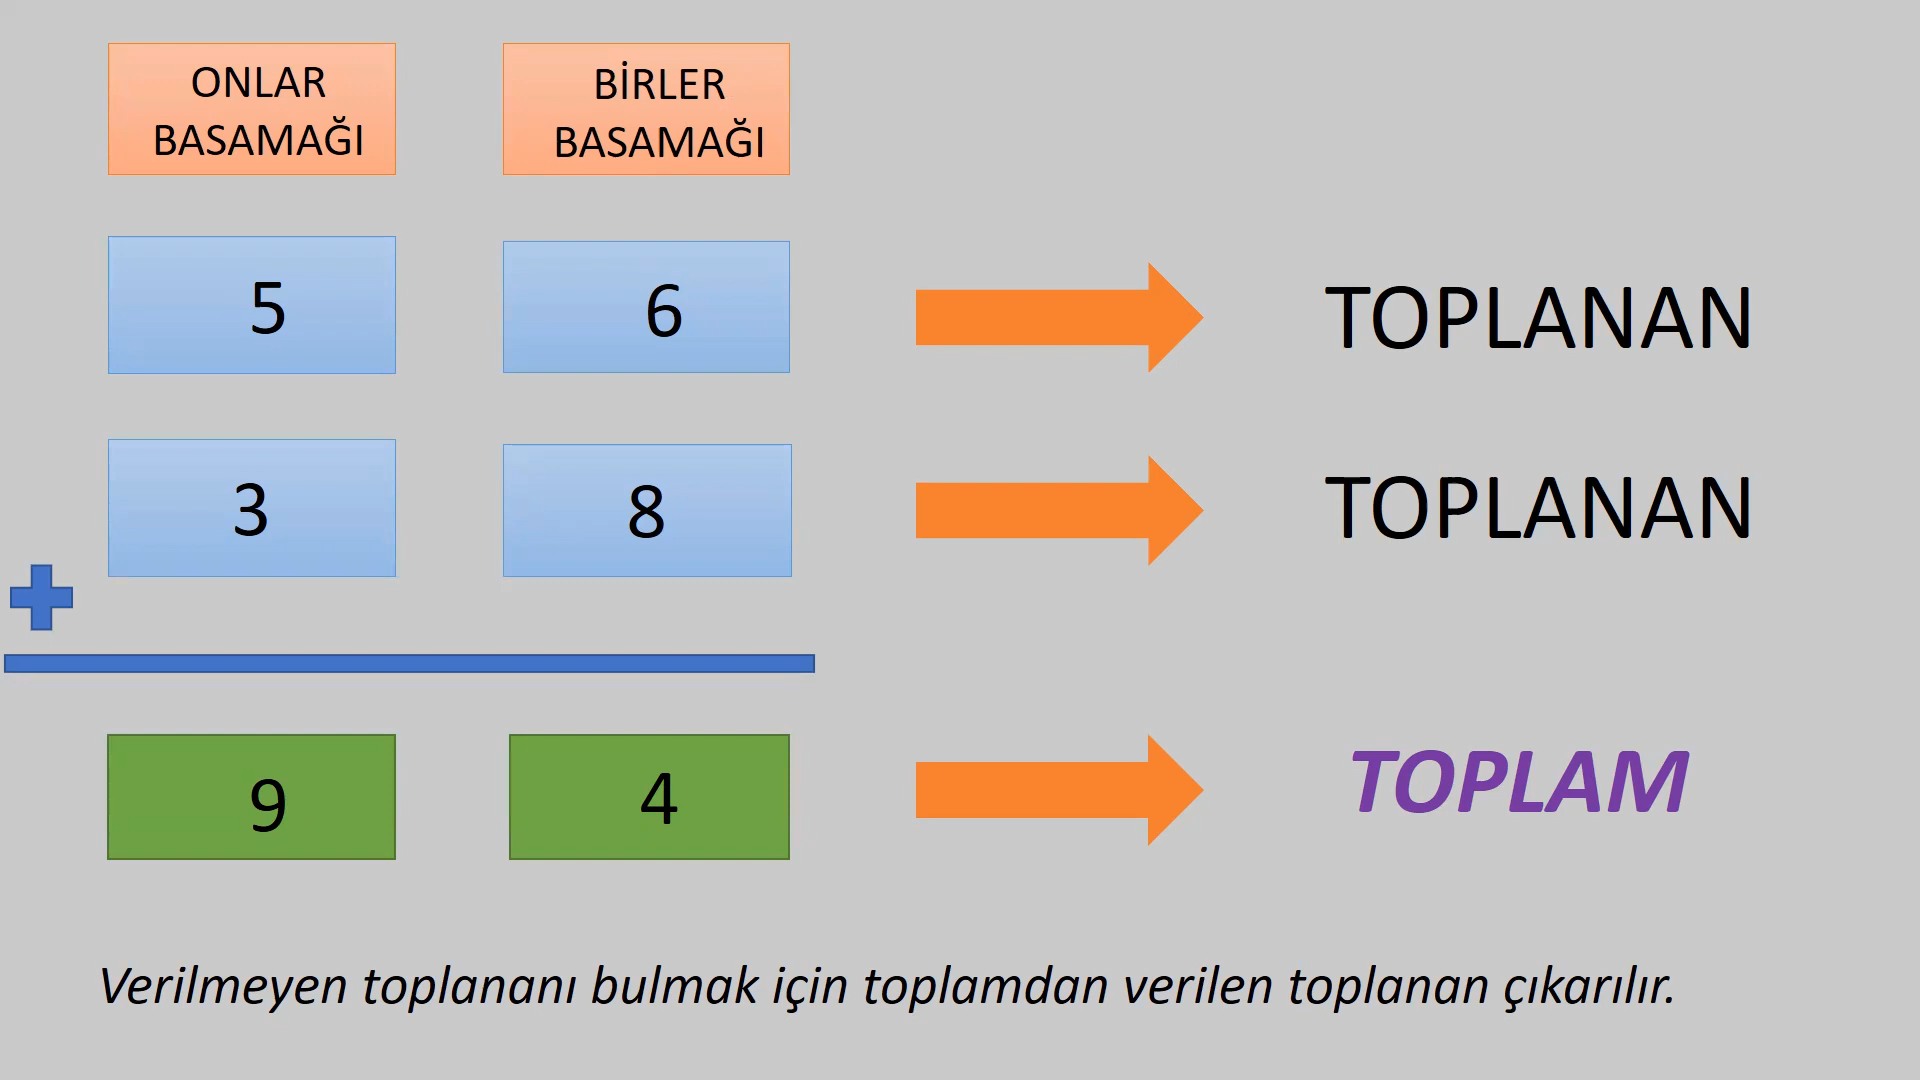 ONLAR
BASAMAĞI
BİRLER
BASAMAĞI
5 6 TOPLANAN
3 8 TOPLANAN
9 4 TOPLAM
Verilmeyen toplananı bulmak için toplamdan verilen toplanan çıkarılır.